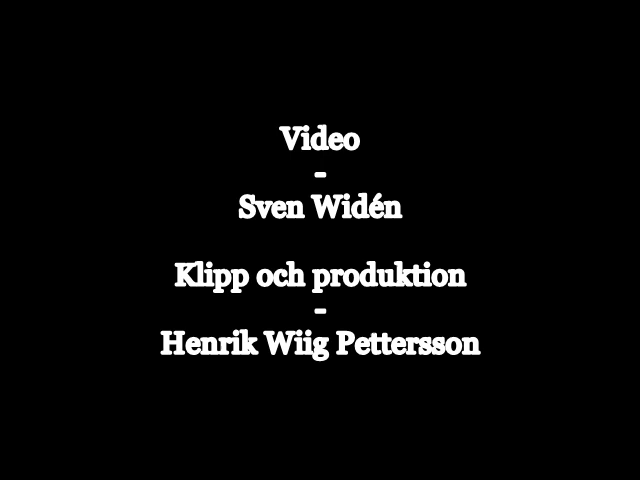 Video
-
Sven Widén
Klipp och produktion
-
Henrik Wiig Pettersson